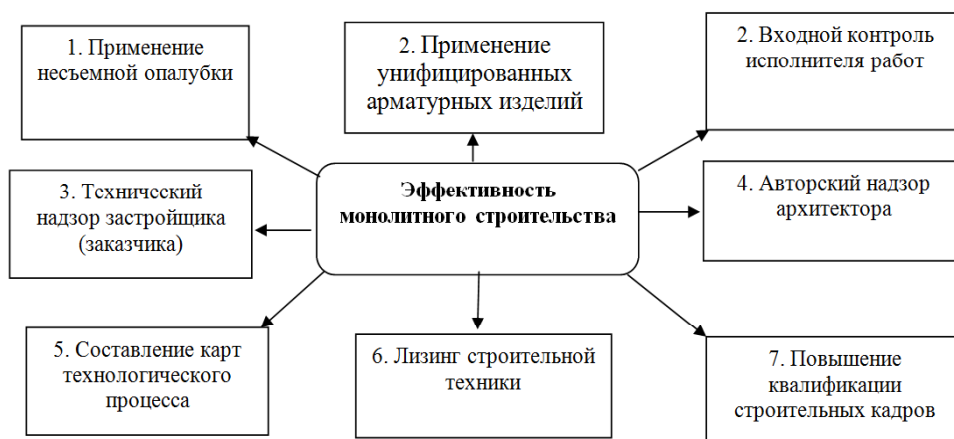 1. Применение
несъемной опалубки
2. Применение
унифицированных
арматурных изделий
2. Входной контроль
исполнителя работ
Эффективность
монолитного строительства
3. Технический
надзор застройщика
(заказчика)
4. Авторский надзор
архитектора
5. Составление карт
технологического
процесса
6. Лизинг строительной
техники
7. Повышение
квалификации
строительных кадров